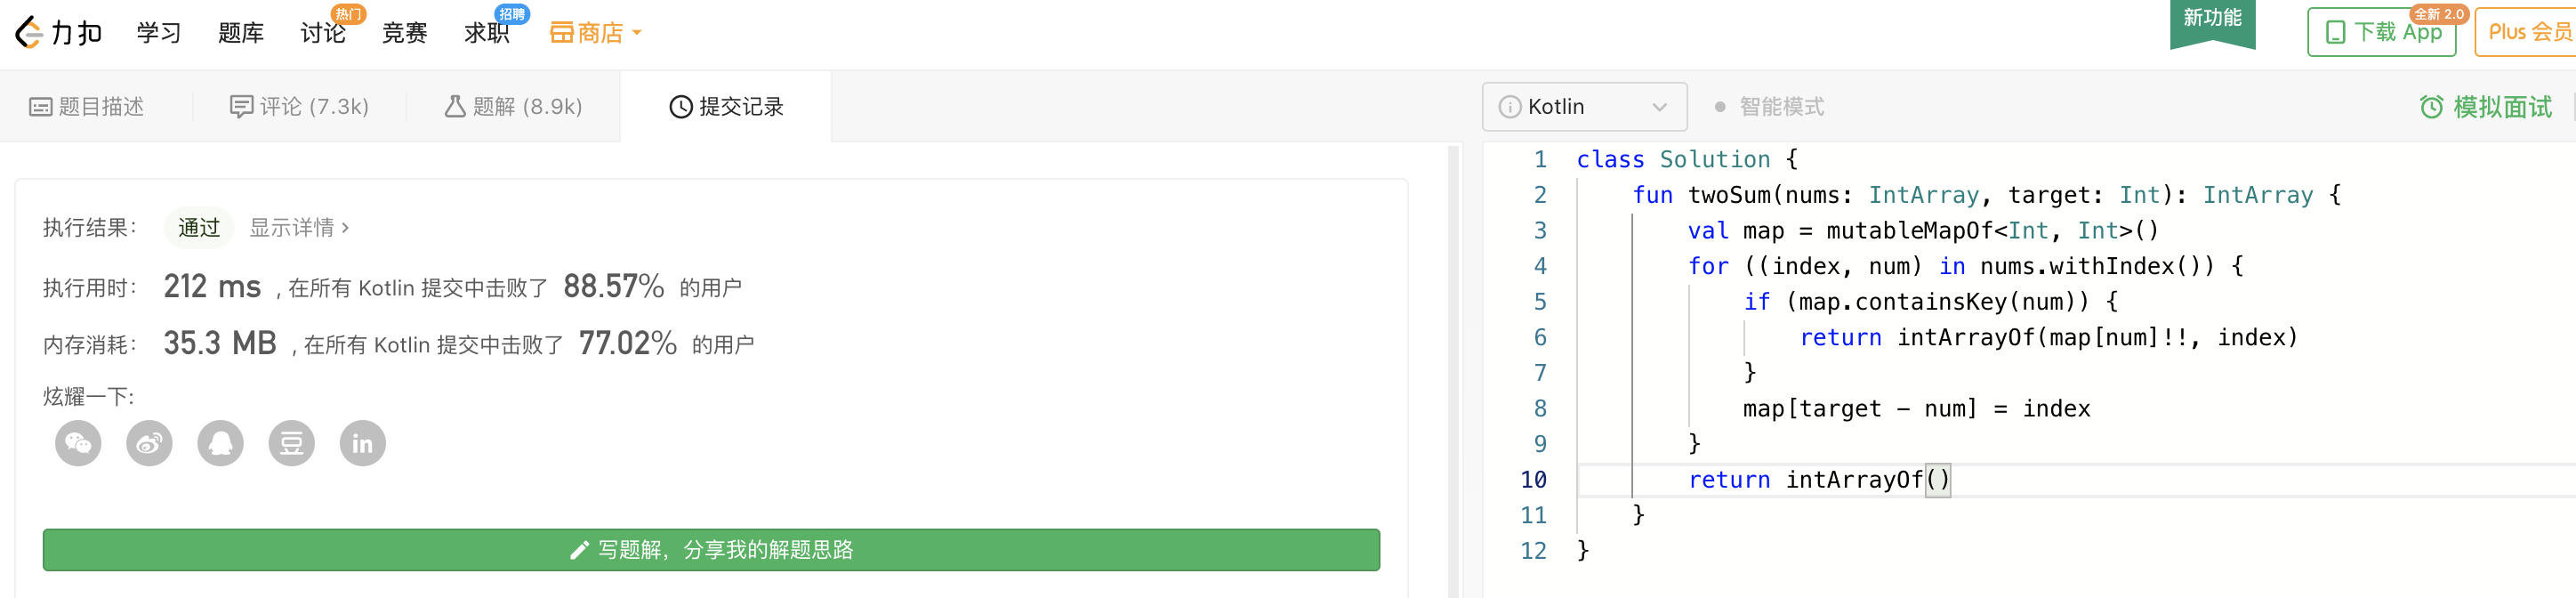 力扣 学习 题库 讨论 热门 竞赛 求职 招聘 商店 新功能 下载 App 全新 2.0 Plus 会员
题目描述 评论 (7.3k) 题解 (8.9k) 提交记录
执行结果： 通过 显示详情 ›
执行用时： 212 ms , 在所有 Kotlin 提交中击败了 88.57% 的用户
内存消耗： 35.3 MB , 在所有 Kotlin 提交中击败了 77.02% 的用户
炫耀一下:
豆 in
写题解，分享我的解题思路
i Kotlin 智能模式 模拟面试
1 class Solution {
2 fun twoSum(nums: IntArray, target: Int): IntArray {
3 val map = mutableMapOf<Int, Int>()
4 for ((index, num) in nums.withIndex()) {
5 if (map.containsKey(num)) {
6 return intArrayOf(map[num]!!, index)
7 }
8 map[target - num] = index
9 }
10 return intArrayOf()
11 }
12 }